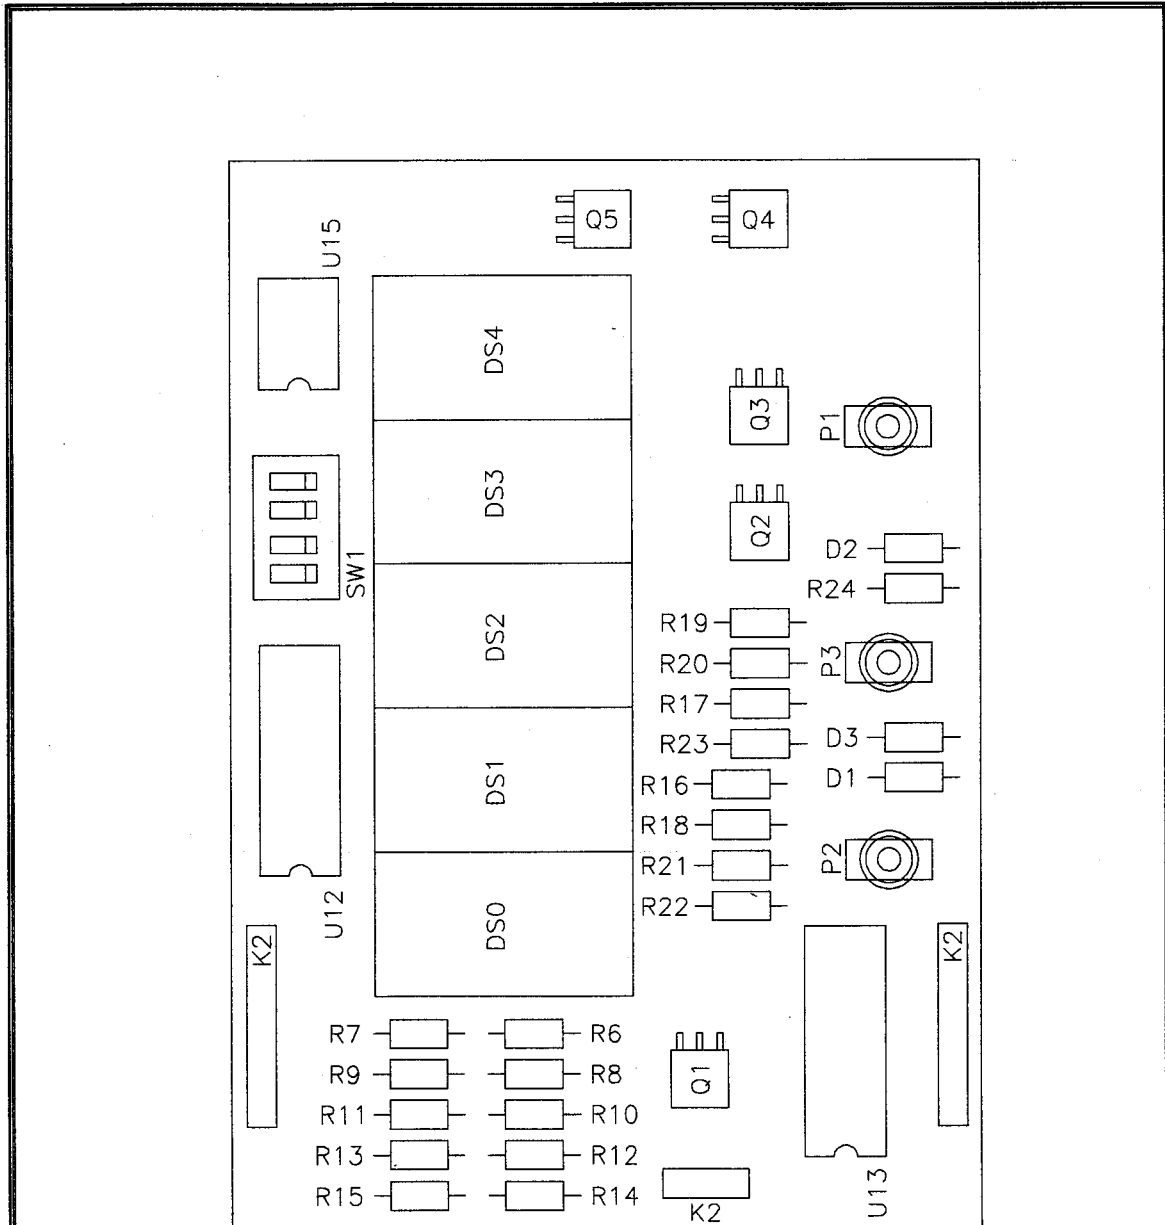 Q5
Q4
U15
DS4
Q3
P1
DS3
Q2
D2
SW1
R24
R19
DS2
R20
P3
R17
R23
D3
R16
D1
DS1
R18
R21
P2
R22
U12
DS0
K2
K2
R7
R6
R9
R8
Q1
R11
R10
R13
R12
R15
R14
U13
K2